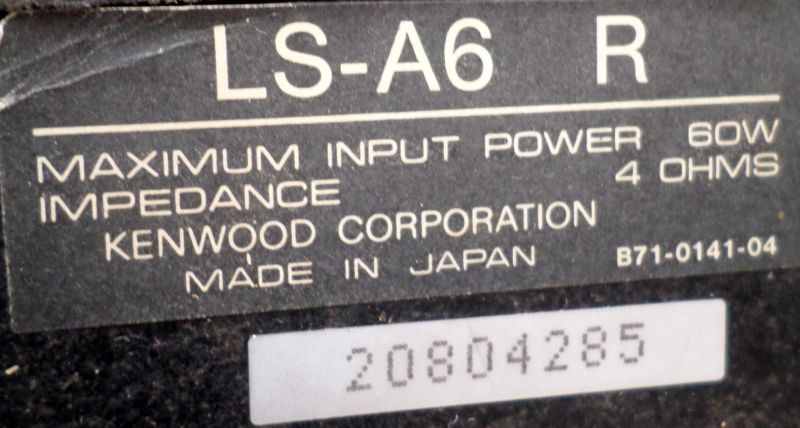 LS-A6 R
MAXIMUM INPUT POWER 60W
IMPEDANCE 4 OHMS
KENWOOD CORPORATION
MADE IN JAPAN B71-0141-04
20804285